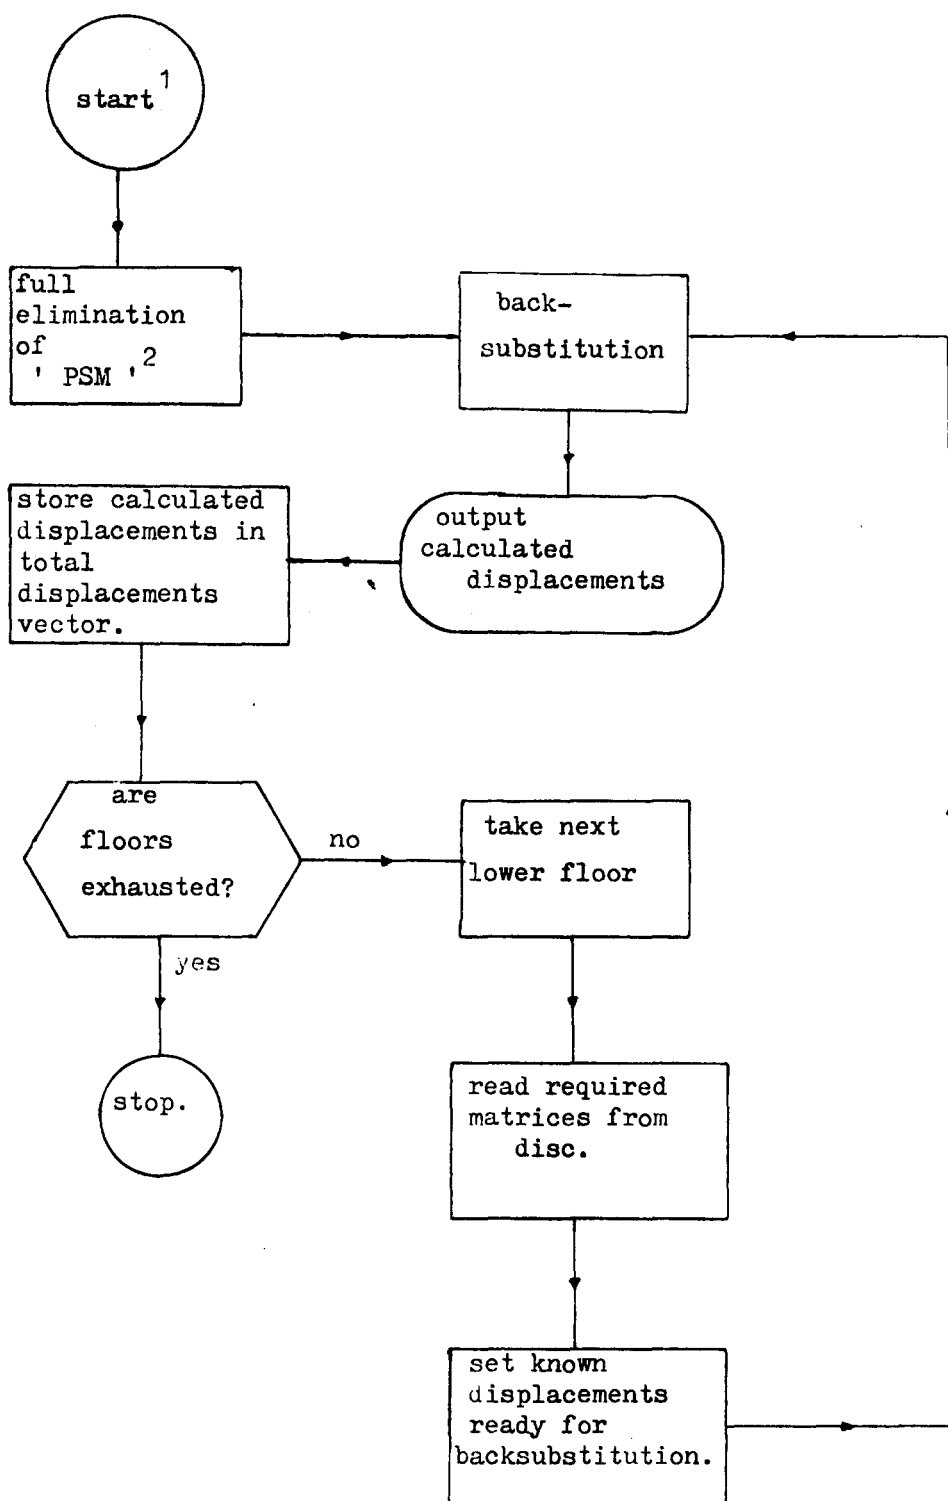 start 1
full
elimination
of
' PSM ' 2
back-
substitution
output
calculated
displacements
store calculated
displacements in
total
displacements
vector.
are
floors
exhausted?
no
yes
stop.
take next
lower floor
read required
matrices from
disc.
set known
displacements
ready for
backsubstitution.